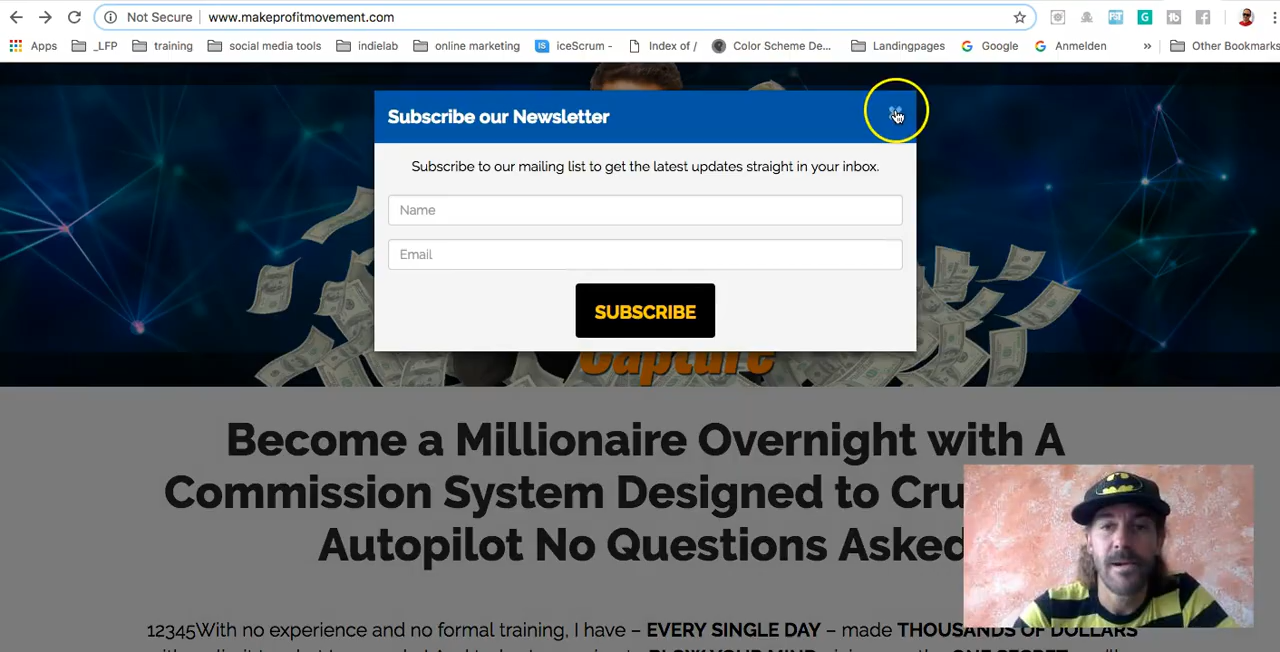 Not Secure
www.makeprofitmovement.com
Apps _LFP training social media tools indielab online marketing iceScrum - Index of / Color Scheme De... Landingpages Google Anmelden » Other Bookmarks
Subscribe our Newsletter
Subscribe to our mailing list to get the latest updates straight in your inbox.
Name
Email
SUBSCRIBE
Capture
Become a Millionaire Overnight with A
Commission System Designed to Cru
Autopilot No Questions Asked
12345With no experience and no formal training, I have – EVERY SINGLE DAY – made THOUSANDS OF DOLLARS